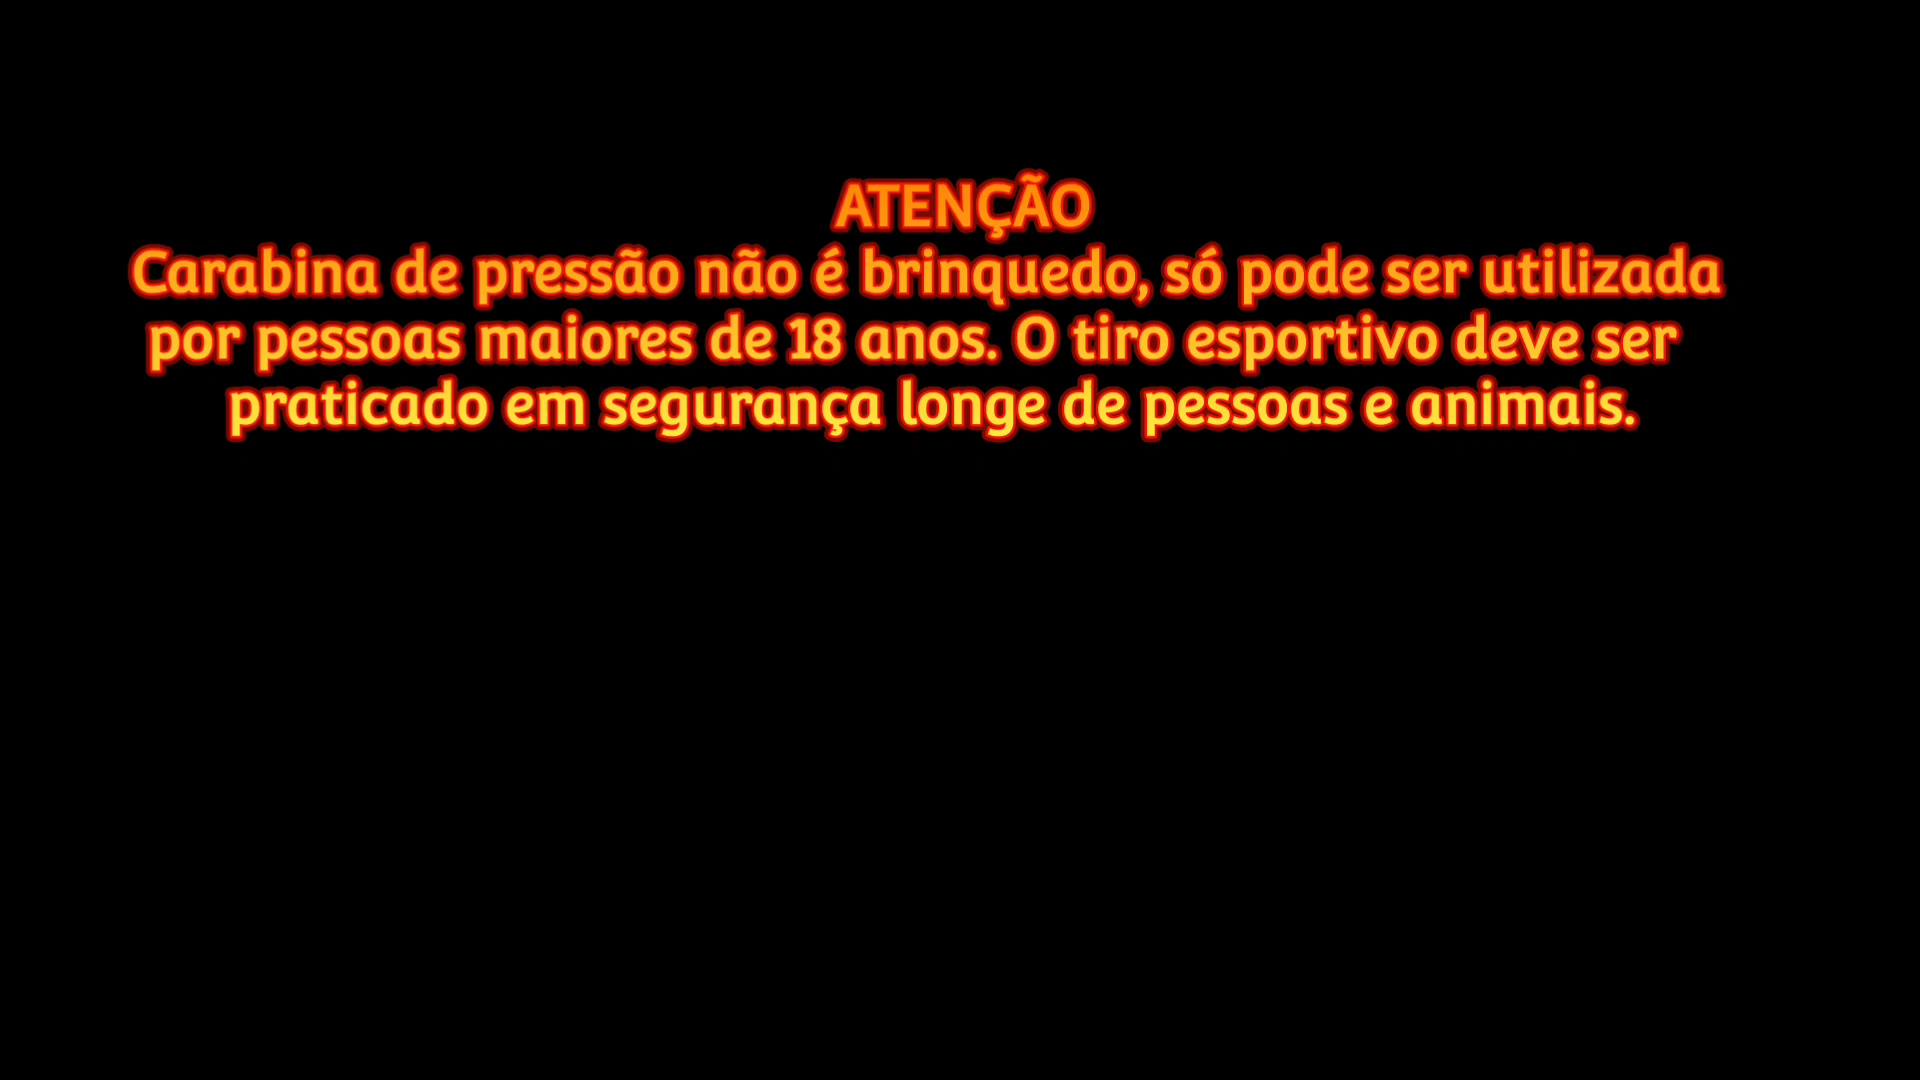 ATENÇÃO
Carabina de pressão não é brinquedo, só pode ser utilizada
por pessoas maiores de 18 anos. O tiro esportivo deve ser
praticado em segurança longe de pessoas e animais.